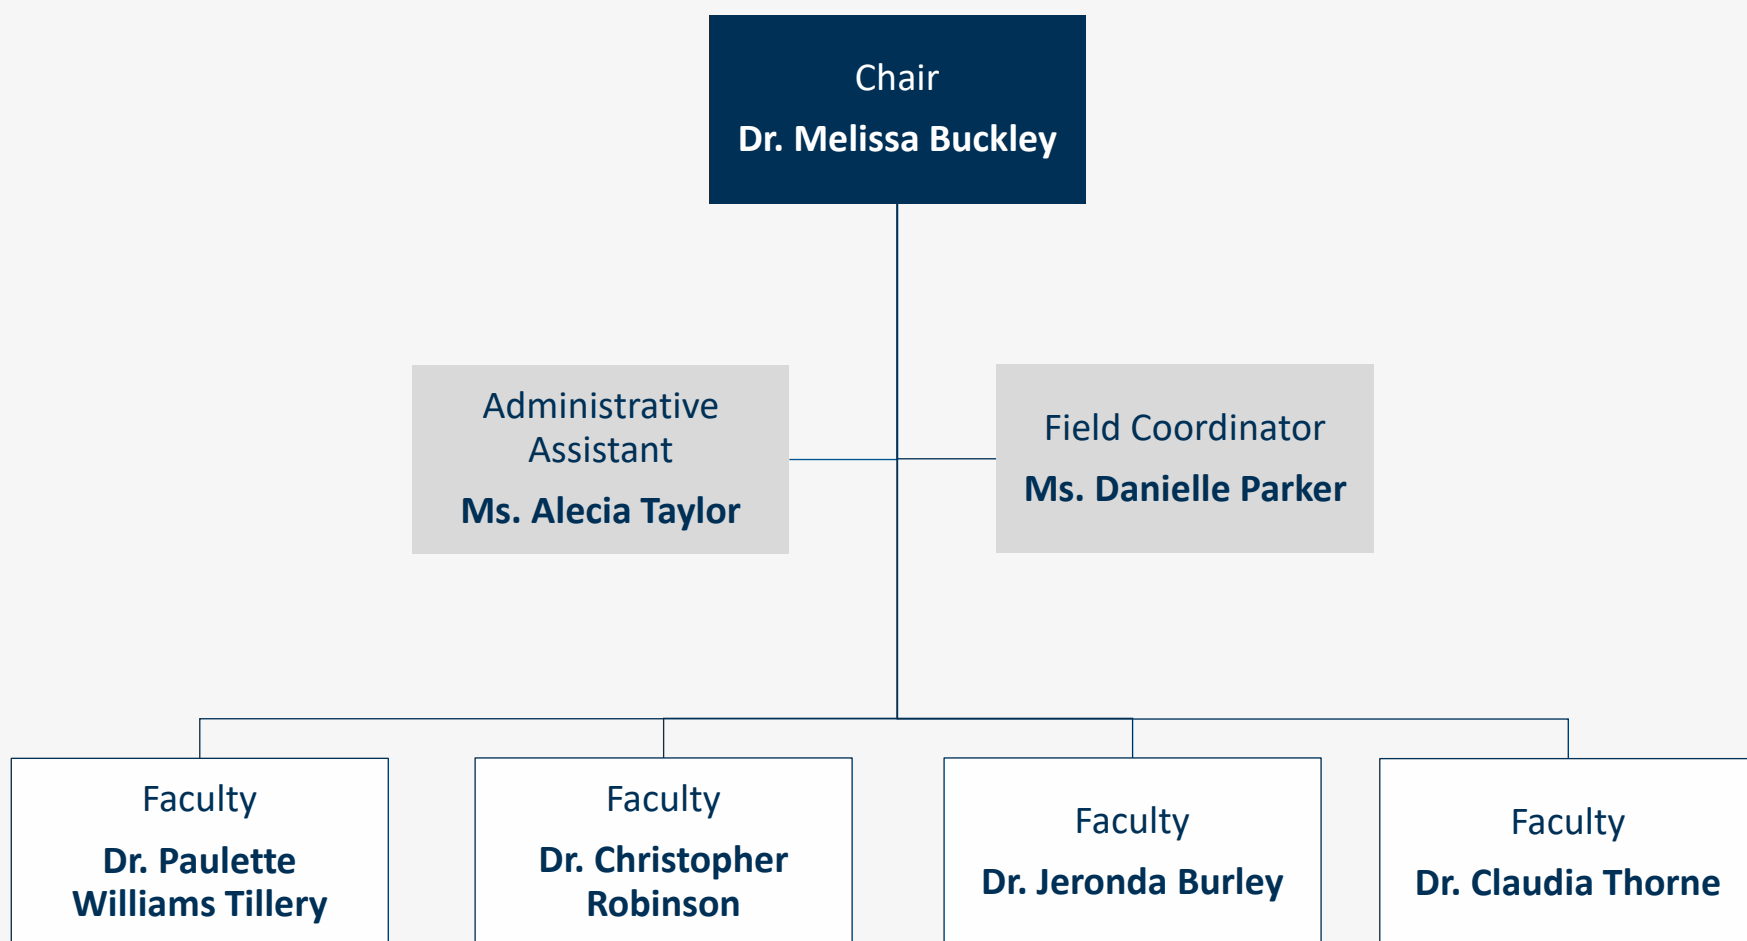 Chair
Dr. Melissa Buckley
Administrative
Assistant
Ms. Alecia Taylor
Field Coordinator
Ms. Danielle Parker
Faculty
Dr. Paulette
Williams Tillery
Faculty
Dr. Christopher
Robinson
Faculty
Dr. Jeronda Burley
Faculty
Dr. Claudia Thorne